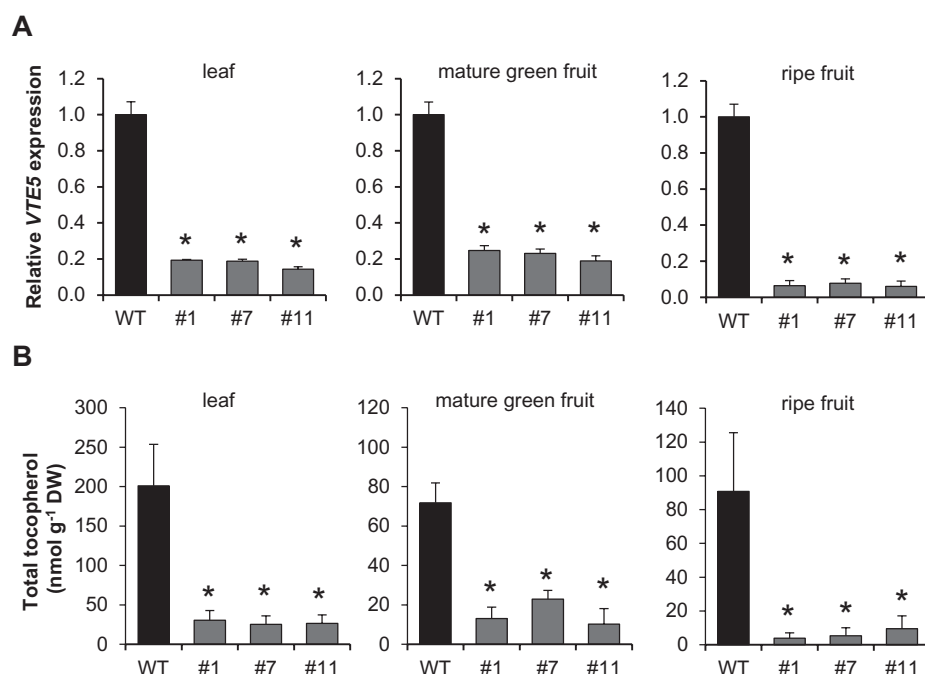 A
leaf
mature green fruit
ripe fruit
Relative VTE5 expression
1.2
1.0
0.8
0.6
0.4
0.2
0.0
* * *
WT #1 #7 #11
1.2
1.0
0.8
0.6
0.4
0.2
0.0
* * *
WT #1 #7 #11
1.2
1.0
0.8
0.6
0.4
0.2
0.0
* * *
WT #1 #7 #11
B
leaf
mature green fruit
ripe fruit
Total tocopherol
(nmol g-1 DW)
300
250
200
150
100
50
0
* * *
WT #1 #7 #11
120
100
80
60
40
20
0
* * *
WT #1 #7 #11
140
120
100
80
60
40
20
0
* * *
WT #1 #7 #11